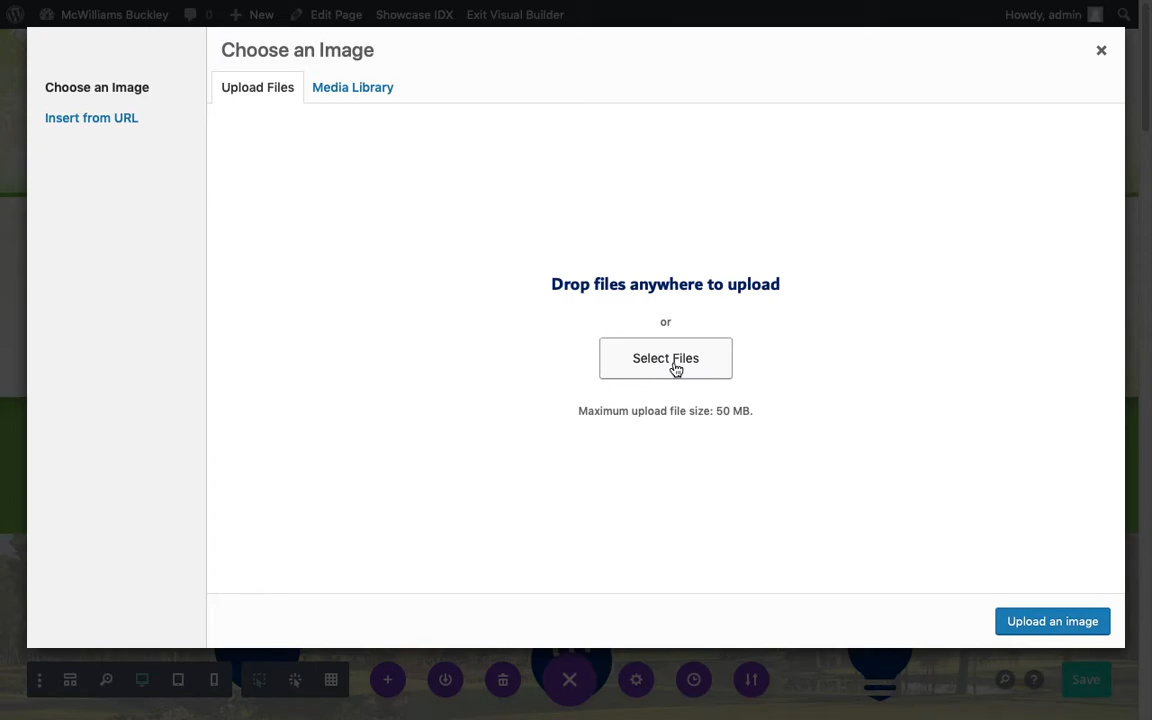 McWilliams Buckley 0 New Edit Page Showcase IDX Exit Visual Builder Howdy, admin
Choose an Image
Choose an Image
Upload Files Media Library
Insert from URL
Drop files anywhere to upload
or
Select Files
Maximum upload file size: 50 MB.
Upload an image
Save